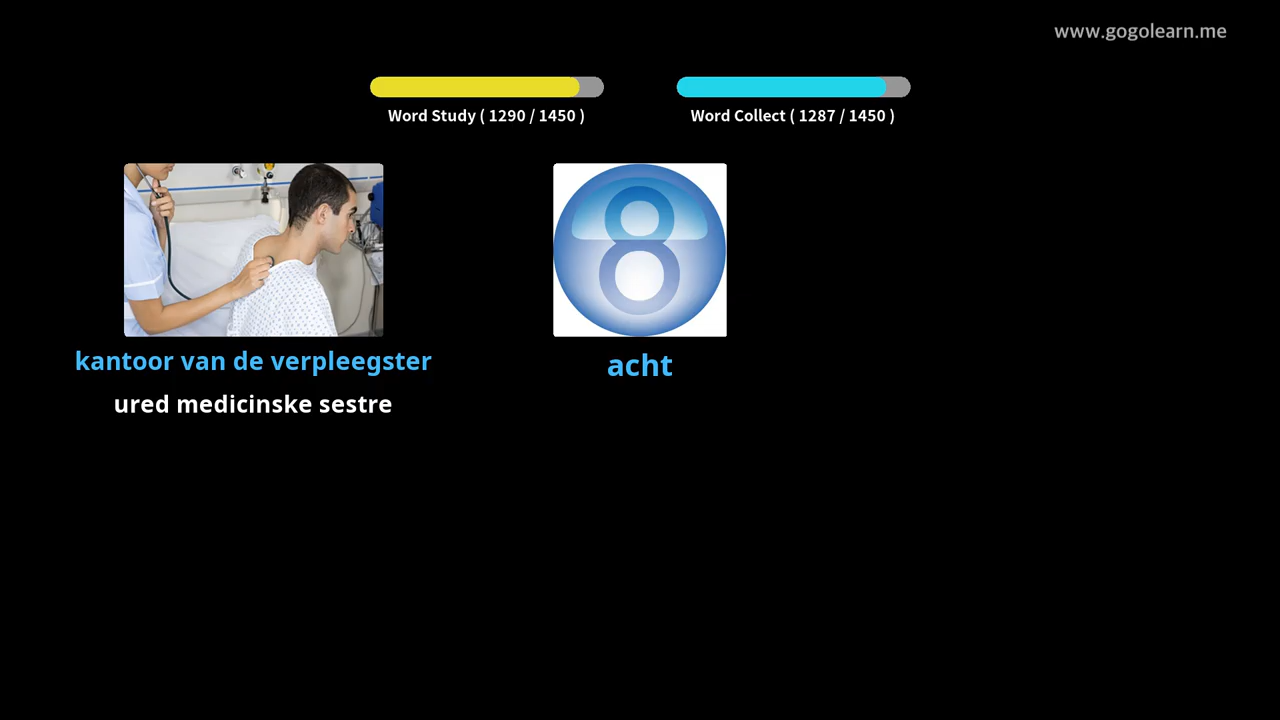 www.gogolearn.me
Word Study ( 1290 / 1450 )
Word Collect ( 1287 / 1450 )
8
kantoor van de verpleegster
ured medicinske sestre
acht